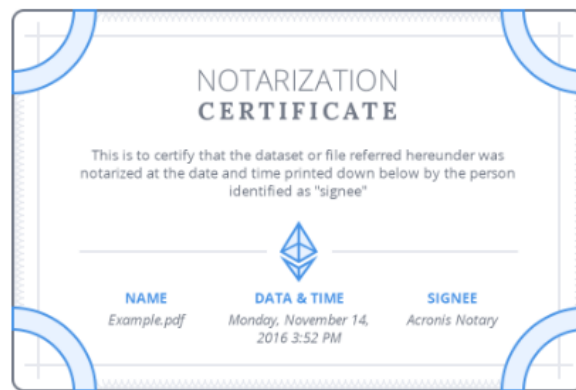 NOTARIZATION
CERTIFICATE
This is to certify that the dataset or file referred hereunder was
notarized at the date and time printed down below by the person
identified as "signee"
NAME
Example.pdf
DATA & TIME
Monday, November 14,
2016 3:52 PM
SIGNEE
Acronis Notary